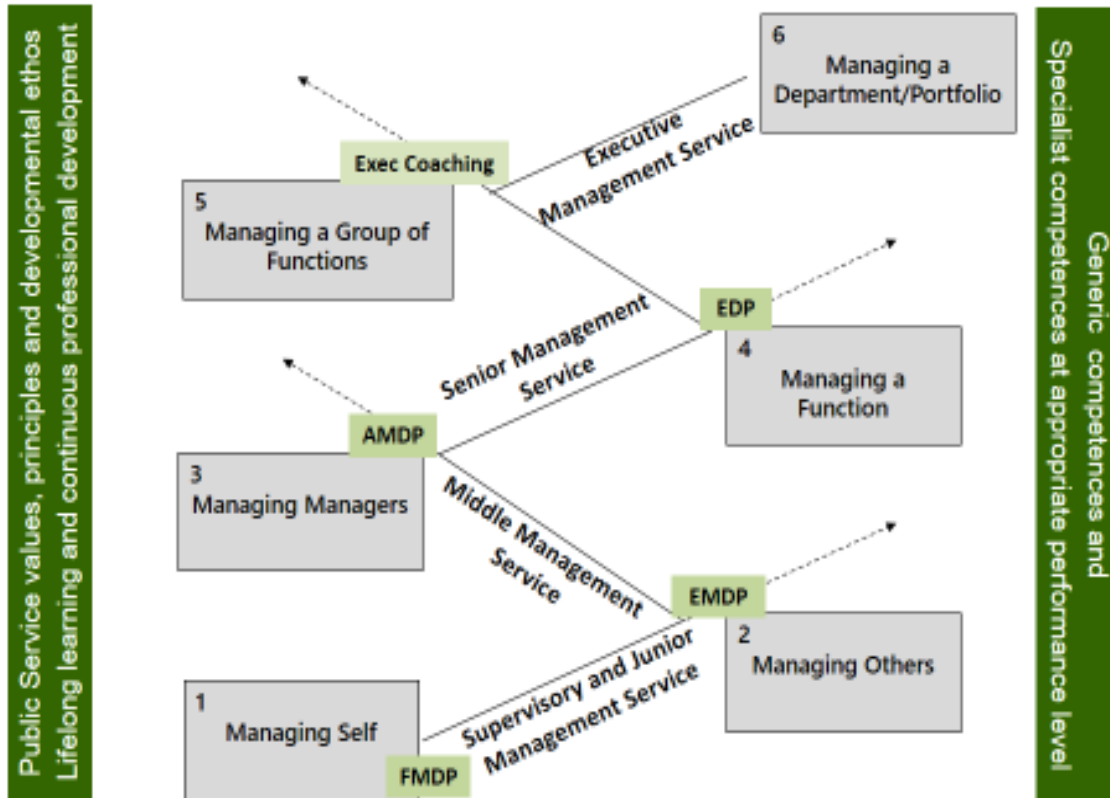 Public Service values, principles and developmental ethos
Lifelong learning and continuous professional development
6
Managing a
Department/Portfolio
Executive
Management Service
Exec Coaching
5
Managing a Group of
Functions
EDP
4
Managing a
Function
Senior Management
Service
AMDP
3
Managing Managers
Middle Management
Service
EMDP
2
Managing Others
Supervisory and Junior
Management Service
1
Managing Self
FMDP
Generic competences and
Specialist competences at appropriate performance level